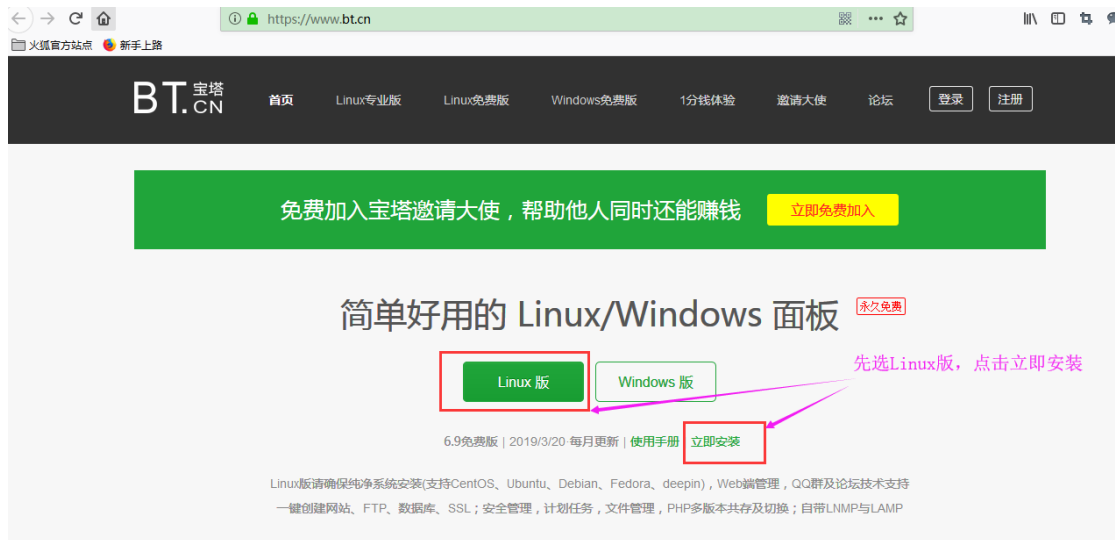 https://www.bt.cn
火狐官方站点 新手上路
BT.CN 宝塔 首页 Linux专业版 Linux免费版 Windows免费版 1分钱体验 邀请大使 论坛 登录 注册
免费加入宝塔邀请大使，帮助他人同时还能赚钱 立即免费加入
简单好用的 Linux/Windows 面板 永久免费
先选Linux版，点击立即安装
Linux 版 Windows 版
6.9免费版 | 2019/3/20 每月更新 | 使用手册 立即安装
Linux版请确保纯净系统安装(支持CentOS、Ubuntu、Debian、Fedora、deepin)，Web端管理，QQ群及论坛技术支持
一键创建网站、FTP、数据库、SSL；安全管理，计划任务，文件管理，PHP多版本共存及切换；自带LNMP与LAMP